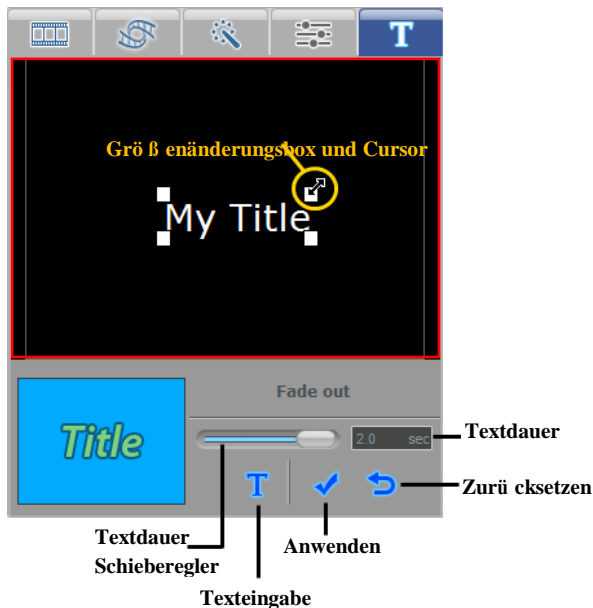 T
Grö ß enänderungsbox und Cursor
My Title
Fade out
Title
2.0 sec
Textdauer
T
Zurü cksetzen
Textdauer
Schieberegler
Anwenden
Texteingabe